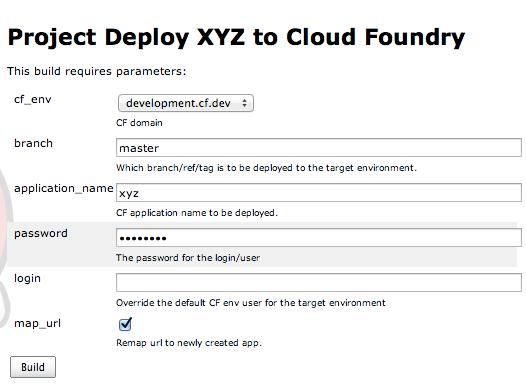 Project Deploy XYZ to Cloud Foundry
This build requires parameters:
cf_env
development.cf.dev
CF domain
branch
master
Which branch/ref/tag is to be deployed to the target environment.
application_name
xyz
CF application name to be deployed.
password
••••••••
The password for the login/user
login
Override the default CF env user for the target environment
map_url
Remap url to newly created app.
Build